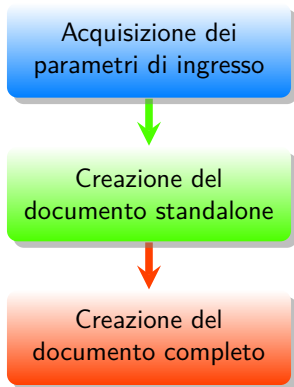 Acquisizione dei
parametri di ingresso
Creazione del
documento standalone
Creazione del
documento completo